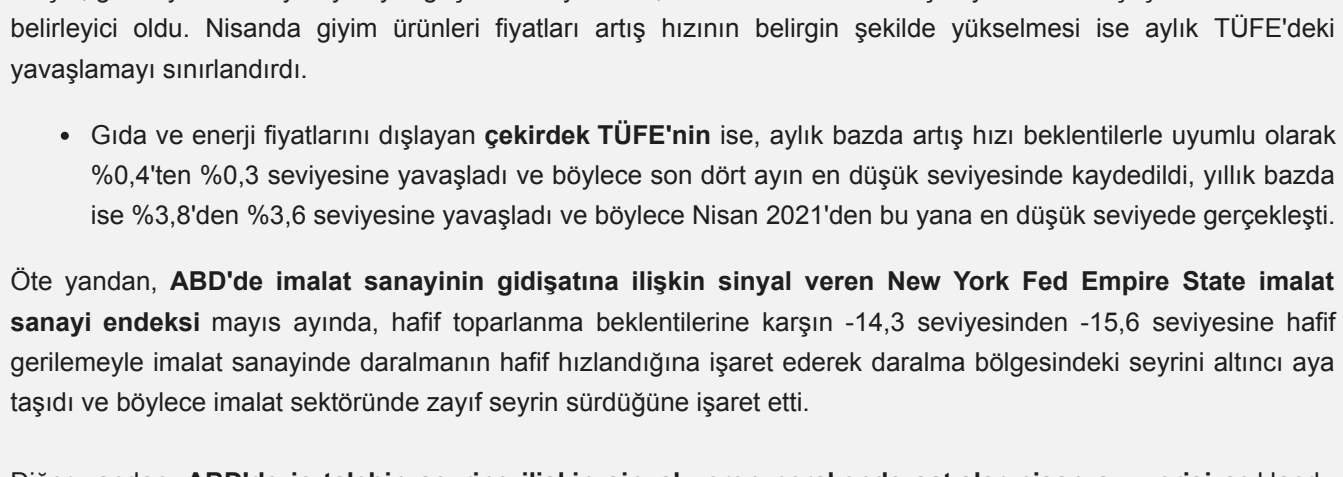 belirleyici oldu. Nisanda giyim ürünleri fiyatları artış hızının belirgin şekilde yükselmesi ise aylık TÜFE'deki
yavaşlamayı sınırlandırdı.
• Gıda ve enerji fiyatlarını dışlayan çekirdek TÜFE'nin ise, aylık bazda artış hızı beklentilerle uyumlu olarak
%0,4'ten %0,3 seviyesine yavaşladı ve böylece son dört ayın en düşük seviyesinde kaydedildi, yıllık bazda
ise %3,8'den %3,6 seviyesine yavaşladı ve böylece Nisan 2021'den bu yana en düşük seviyede gerçekleşti.
Öte yandan, ABD'de imalat sanayinin gidişatına ilişkin sinyal veren New York Fed Empire State imalat
sanayi endeksi mayıs ayında, hafif toparlanma beklentilerine karşın -14,3 seviyesinden -15,6 seviyesine hafif
gerilemeyle imalat sanayinde daralmanın hafif hızlandığına işaret ederek daralma bölgesindeki seyrini altıncı aya
taşıdı ve böylece imalat sektöründe zayıf seyrin sürdüğüne işaret etti.